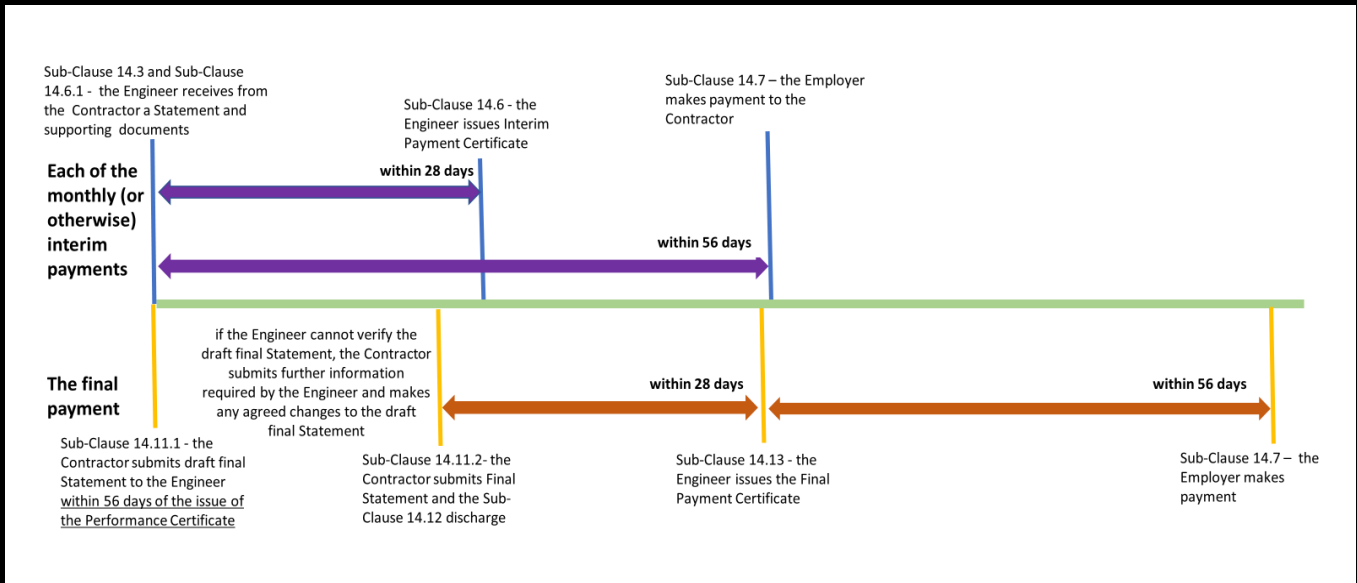 Sub-Clause 14.3 and Sub-Clause
14.6.1 - the Engineer receives from
the Contractor a Statement and
supporting documents
Sub-Clause 14.6 - the
Engineer issues Interim
Payment Certificate
Sub-Clause 14.7 – the Employer
makes payment to the
Contractor
Each of the
monthly (or
otherwise)
interim
payments
within 28 days
within 56 days
The final
payment
if the Engineer cannot verify the
draft final Statement, the Contractor
submits further information
required by the Engineer and makes
any agreed changes to the draft
final Statement
within 28 days
within 56 days
Sub-Clause 14.11.1 - the
Contractor submits draft final
Statement to the Engineer
within 56 days of the issue of
the Performance Certificate
Sub-Clause 14.11.2- the
Contractor submits Final
Statement and the Sub-
Clause 14.12 discharge
Sub-Clause 14.13 - the
Engineer issues the Final
Payment Certificate
Sub-Clause 14.7 – the
Employer makes
payment